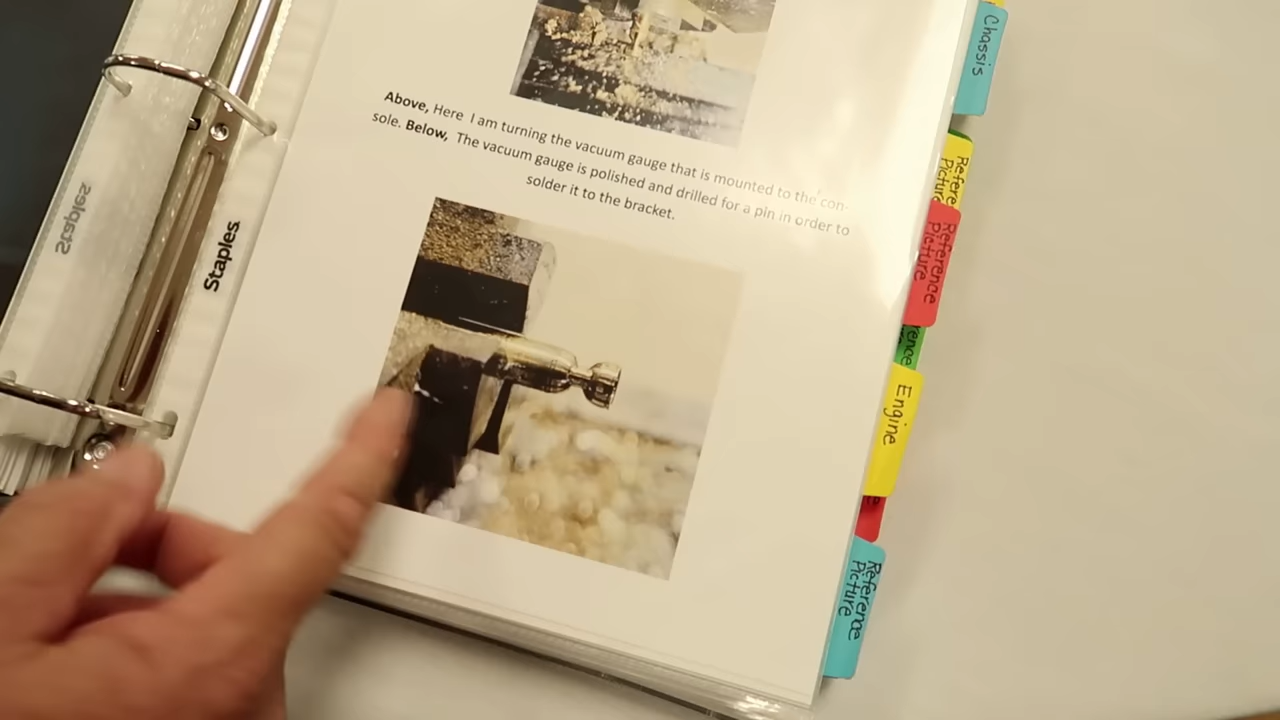 Chassis
Above, Here I am turning the vacuum gauge that is mounted to the con-
sole. Below, The vacuum gauge is polished and drilled for a pin in order to
solder it to the bracket.
Staples
Staples
Referen
Picture
Reference
Picture
rence
Engine
Reference
Picture